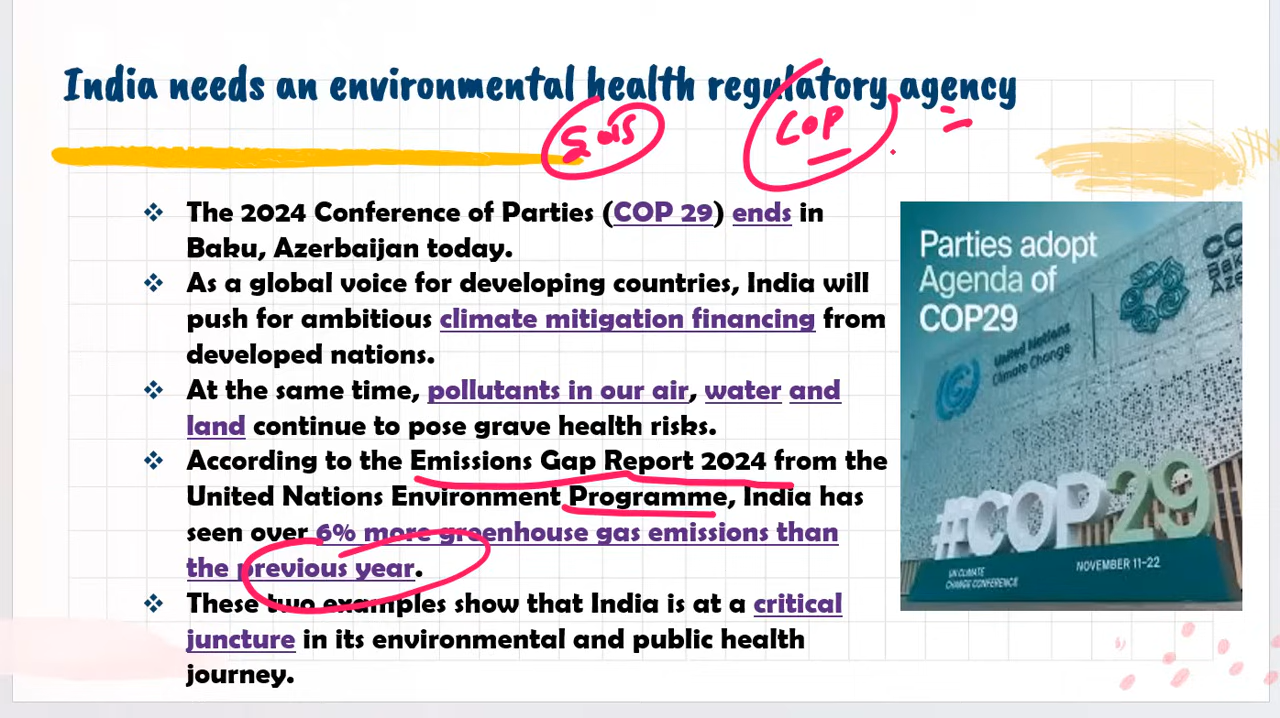 India needs an environmental health regulatory agency
COP
❖ The 2024 Conference of Parties (COP 29) ends in
Baku, Azerbaijan today.
❖ As a global voice for developing countries, India will
push for ambitious climate mitigation financing from
developed nations.
❖ At the same time, pollutants in our air, water and
land continue to pose grave health risks.
❖ According to the Emissions Gap Report 2024 from the
United Nations Environment Programme, India has
seen over 6% more greenhouse gas emissions than
the previous year.
❖ These two examples show that India is at a critical
juncture in its environmental and public health
journey.
Parties adopt
Agenda of
COP29
United Nations
Climate Change
#COP29
UN CLIMATE
CHANGE CONFERENCE
NOVEMBER 11-22